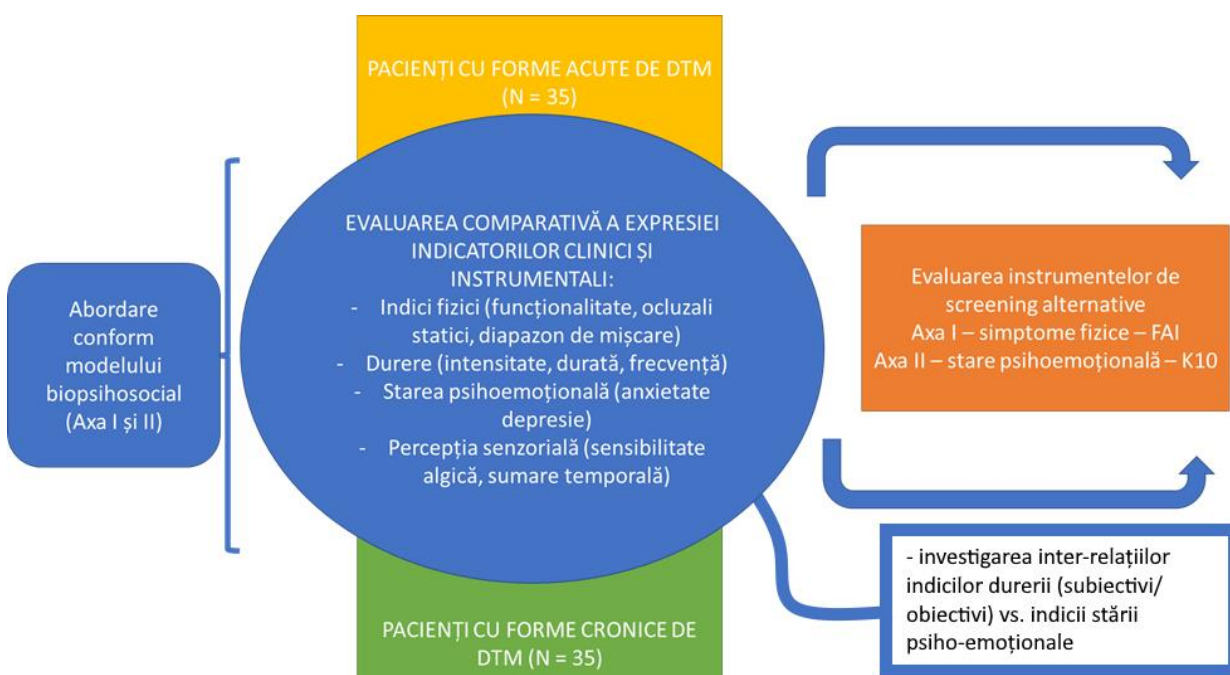 PACIENȚI CU FORME ACUTE DE DTM
(N = 35)
Abordare
conform
modelului
biopsihosocial
(Axa I și II)
EVALUAREA COMPARATIVĂ A EXPRESIEI
INDICATORILOR CLINICI ȘI
INSTRUMENTALI:
- Indici fizici (funcționalitate, ocluzali
statici, diapazon de mișcare)
- Durere (intensitate, durată, frecvență)
- Starea psihoemoțională (anxietate
depresie)
- Percepția senzorială (sensibilitate
algică, sumare temporală)
Evaluarea instrumentelor de
screening alternative
Axa I – simptome fizice – FAI
Axa II – stare psihoemoțională – K10
- investigarea inter-relațiilor
indicilor durerii (subiectivi/
obiectivi) vs. indicii stării
psiho-emoționale
PACIENȚI CU FORME CRONICE DE
DTM (N = 35)